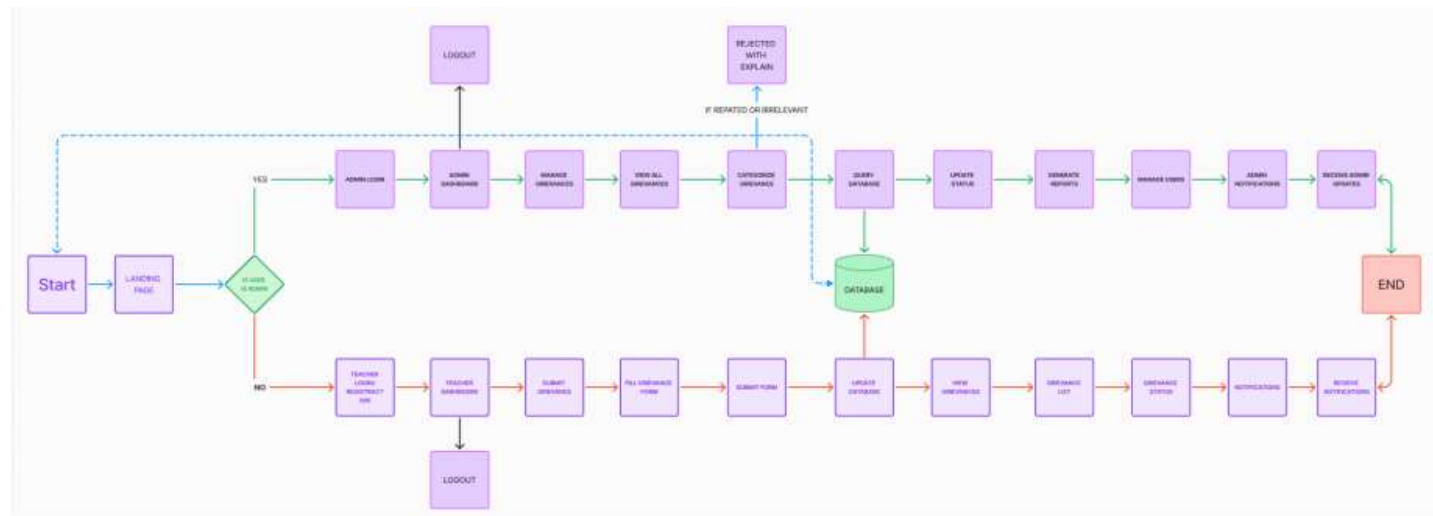 LOGOUT
REJECTED
WITH
EXPLAIN
IF REPATED OR IRRELEVANT
YES
ADMIN LOGIN
ADMIN
DASHBOARD
MANAGE
GRIEVANCES
VIEW ALL
GRIEVANCES
CATEGORIZE
GRIEVANCE
QUERY
DATABASE
UPDATE
STATUS
GENERATE
REPORTS
MANAGE USERS
ADMIN
NOTIFICATIONS
RECEIVE ADMIN
UPDATES
Start
LANDING
PAGE
IF USER
IS ADMIN
DATABASE
END
NO
TEACHER
LOGIN/
TEACHER
DASHBOARD
SUBMIT
GRIEVANCE
FILL GRIEVANCE
FORM
SUBMIT FORM
UPDATE
DATABASE
VIEW
GRIEVANCES
GRIEVANCE
LIST
GRIEVANCE
STATUS
NOTIFICATIONS
RECEIVE
NOTIFICATIONS
LOGOUT